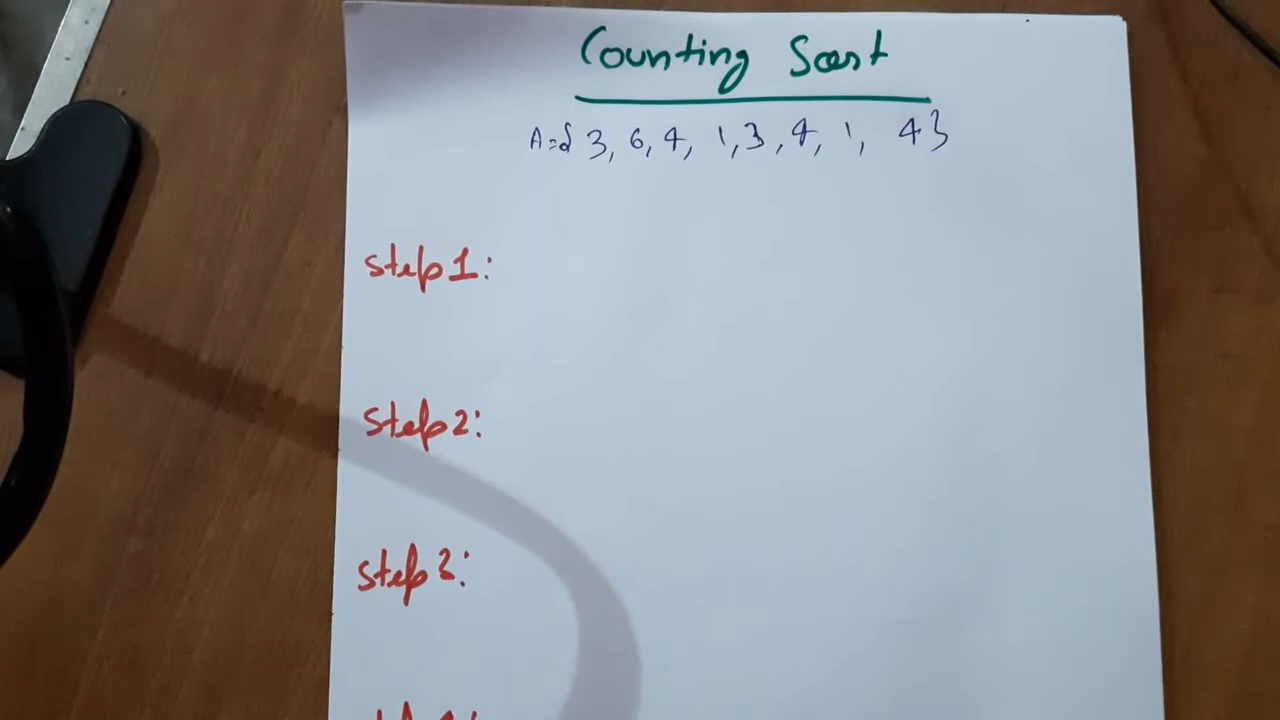 Counting Sort
A={ 3, 6, 4, 1, 3, 4, 1, 4}
Step 1:
Step 2:
Step 3: